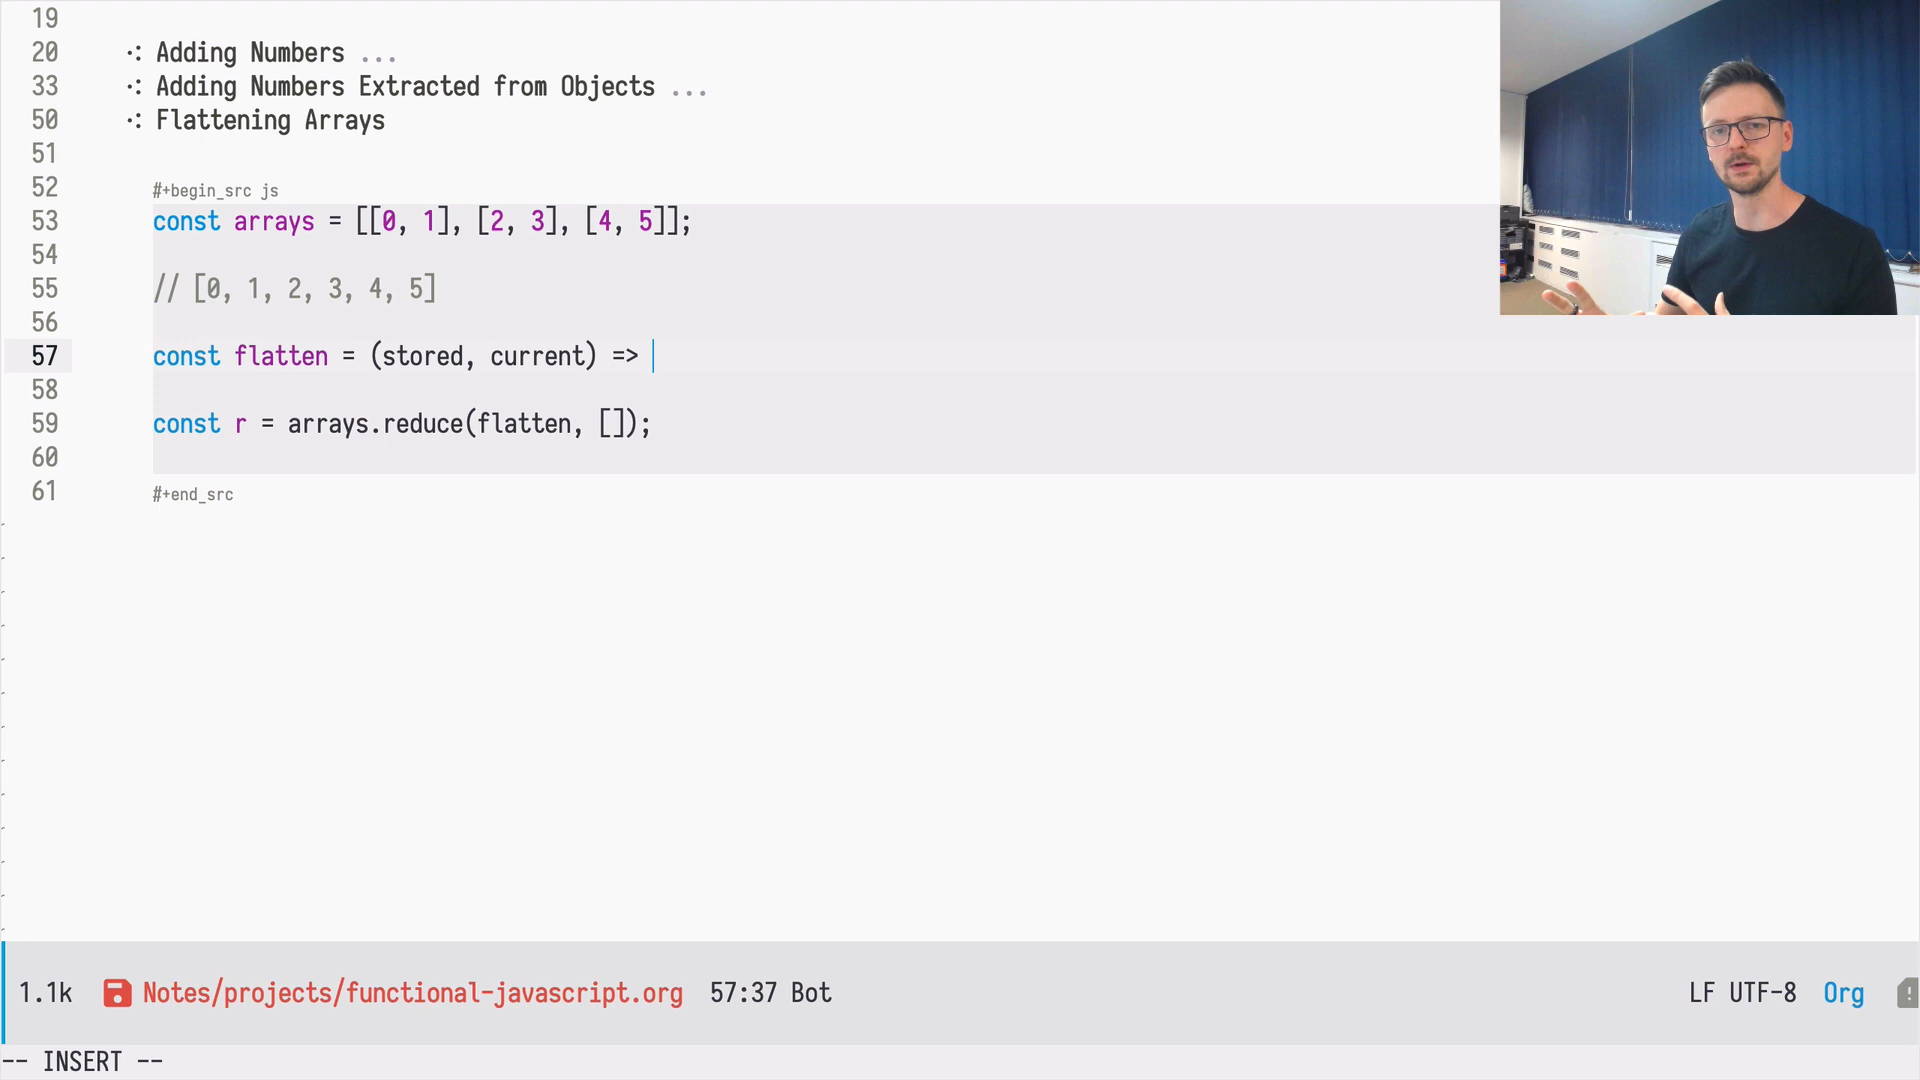 19
20 ·: Adding Numbers ...
33 ·: Adding Numbers Extracted from Objects ...
50 ·: Flattening Arrays
51
52 #+begin_src js
53 const arrays = [[0, 1], [2, 3], [4, 5]];
54
55 // [0, 1, 2, 3, 4, 5]
56
57 const flatten = (stored, current) =>
58
59 const r = arrays.reduce(flatten, []);
60
61 #+end_src
1.1k Notes/projects/functional-javascript.org 57:37 Bot LF UTF-8 Org
-- INSERT --